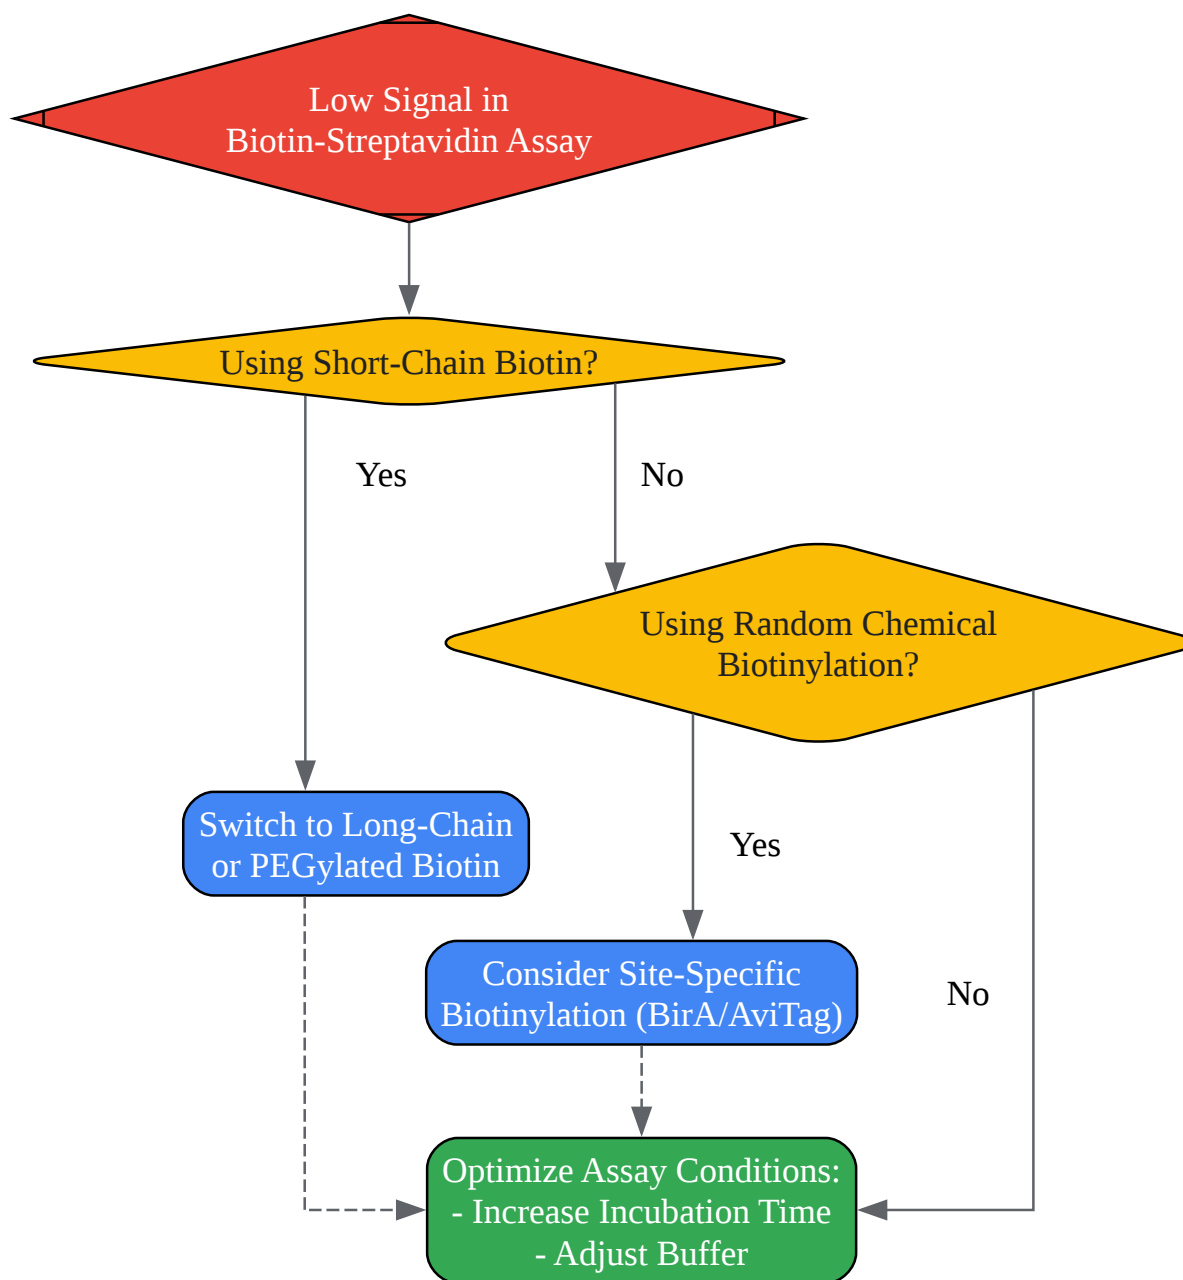 Low Signal in
Biotin-Streptavidin Assay
Using Short-Chain Biotin?
Yes
No
Using Random Chemical
Biotinylation?
Switch to Long-Chain
or PEGylated Biotin
Yes
Consider Site-Specific
Biotinylation (BirA/AviTag)
No
Optimize Assay Conditions:
- Increase Incubation Time
- Adjust Buffer